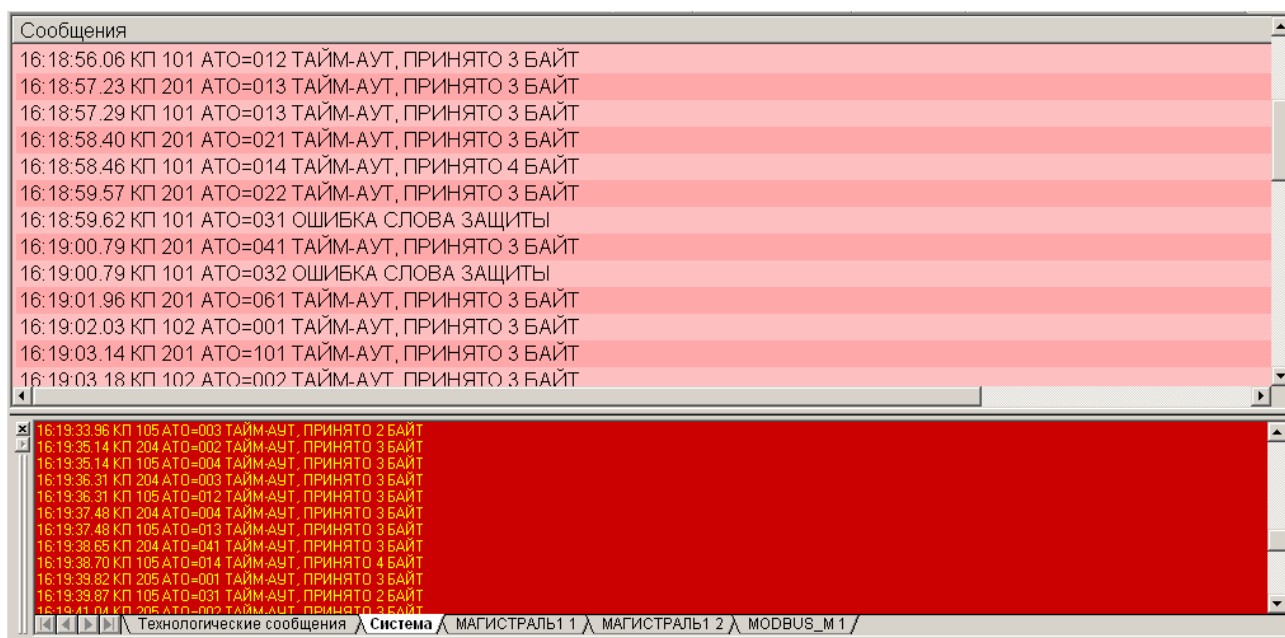 Сообщения
16:18:56.06 КП 101 АТО=012 ТАЙМ-АУТ, ПРИНЯТО 3 БАЙТ
16:18:57.23 КП 201 АТО=013 ТАЙМ-АУТ, ПРИНЯТО 3 БАЙТ
16:18:57.29 КП 101 АТО=013 ТАЙМ-АУТ, ПРИНЯТО 3 БАЙТ
16:18:58.40 КП 201 АТО=021 ТАЙМ-АУТ, ПРИНЯТО 3 БАЙТ
16:18:58.46 КП 101 АТО=014 ТАЙМ-АУТ, ПРИНЯТО 4 БАЙТ
16:18:59.57 КП 201 АТО=022 ТАЙМ-АУТ, ПРИНЯТО 3 БАЙТ
16:18:59.62 КП 101 АТО=031 ОШИБКА СЛОВА ЗАЩИТЫ
16:19:00.79 КП 201 АТО=041 ТАЙМ-АУТ, ПРИНЯТО 3 БАЙТ
16:19:00.79 КП 101 АТО=032 ОШИБКА СЛОВА ЗАЩИТЫ
16:19:01.96 КП 201 АТО=061 ТАЙМ-АУТ, ПРИНЯТО 3 БАЙТ
16:19:02.03 КП 102 АТО=001 ТАЙМ-АУТ, ПРИНЯТО 3 БАЙТ
16:19:03.14 КП 201 АТО=101 ТАЙМ-АУТ, ПРИНЯТО 3 БАЙТ
16:19:03.18 КП 102 АТО=002 ТАЙМ-АУТ, ПРИНЯТО 3 БАЙТ
16:19:33.96 КП 105 АТО=003 ТАЙМ-АУТ, ПРИНЯТО 2 БАЙТ
16:19:35.14 КП 204 АТО=002 ТАЙМ-АУТ, ПРИНЯТО 3 БАЙТ
16:19:35.14 КП 105 АТО=004 ТАЙМ-АУТ, ПРИНЯТО 3 БАЙТ
16:19:36.31 КП 204 АТО=003 ТАЙМ-АУТ, ПРИНЯТО 3 БАЙТ
16:19:36.31 КП 105 АТО=012 ТАЙМ-АУТ, ПРИНЯТО 3 БАЙТ
16:19:37.48 КП 204 АТО=004 ТАЙМ-АУТ, ПРИНЯТО 3 БАЙТ
16:19:37.48 КП 105 АТО=013 ТАЙМ-АУТ, ПРИНЯТО 3 БАЙТ
16:19:38.65 КП 204 АТО=041 ТАЙМ-АУТ, ПРИНЯТО 3 БАЙТ
16:19:38.70 КП 105 АТО=014 ТАЙМ-АУТ, ПРИНЯТО 4 БАЙТ
16:19:39.82 КП 205 АТО=001 ТАЙМ-АУТ, ПРИНЯТО 3 БАЙТ
16:19:39.87 КП 105 АТО=031 ТАЙМ-АУТ, ПРИНЯТО 2 БАЙТ
16:19:41.04 КП 205 АТО=002 ТАЙМ-АУТ, ПРИНЯТО 3 БАЙТ
Технологические сообщения Система МАГИСТРАЛЬ1 1 МАГИСТРАЛЬ1 2 MODBUS_M 1